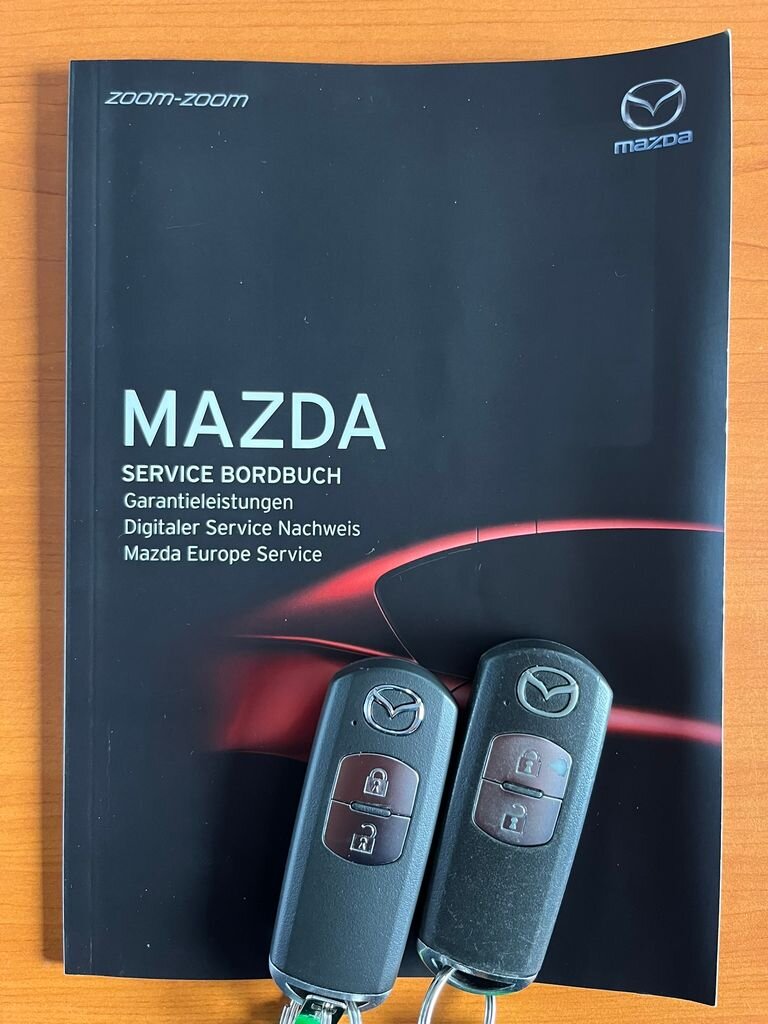 zoom-zoom
mazda
MAZDA
SERVICE BORDBUCH
Garantieleistungen
Digitaler Service Nachweis
Mazda Europe Service